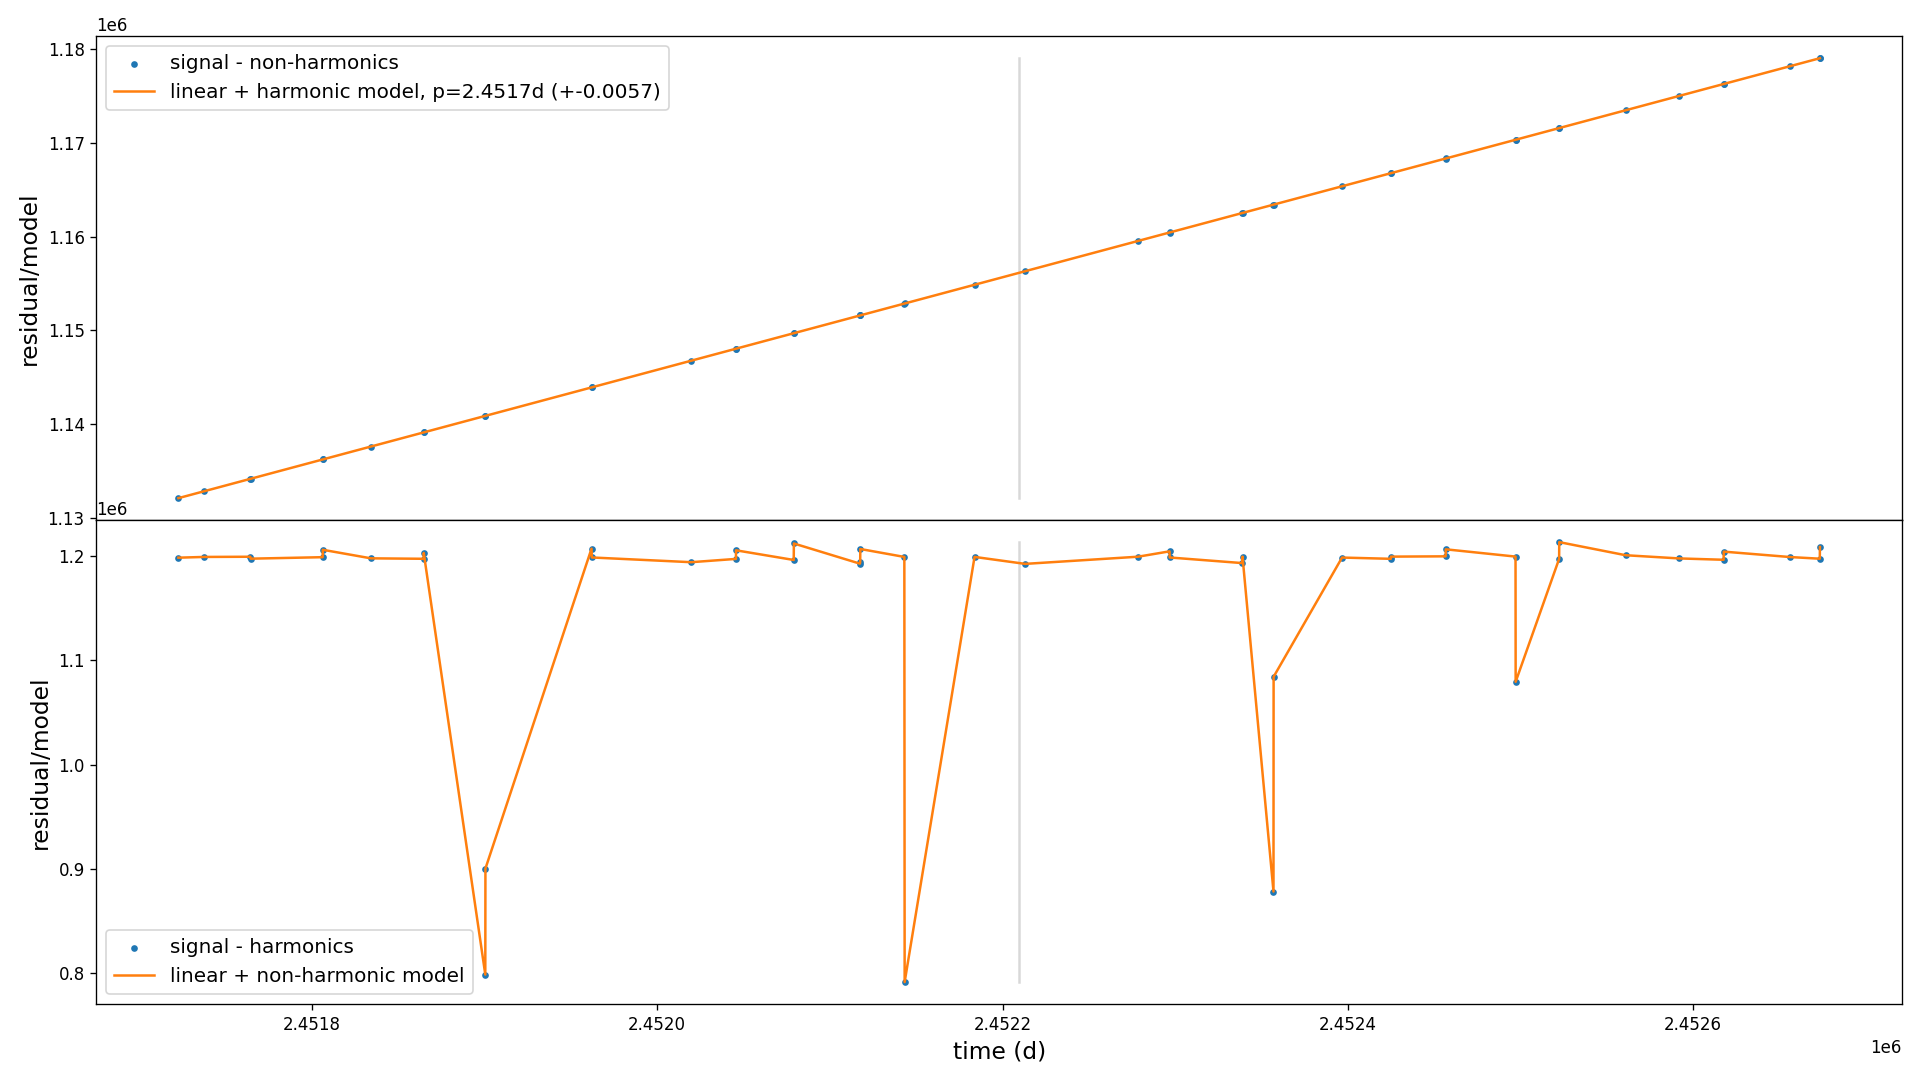 1e6
1.18
1.17
1.16
1.15
1.14
1.13
residual/model
signal - non-harmonics
linear + harmonic model, p=2.4517d (+-0.0057)
1e6
1.2
1.1
1.0
0.9
0.8
residual/model
signal - harmonics
linear + non-harmonic model
2.4518 2.4520 2.4522 2.4524 2.4526
1e6
time (d)